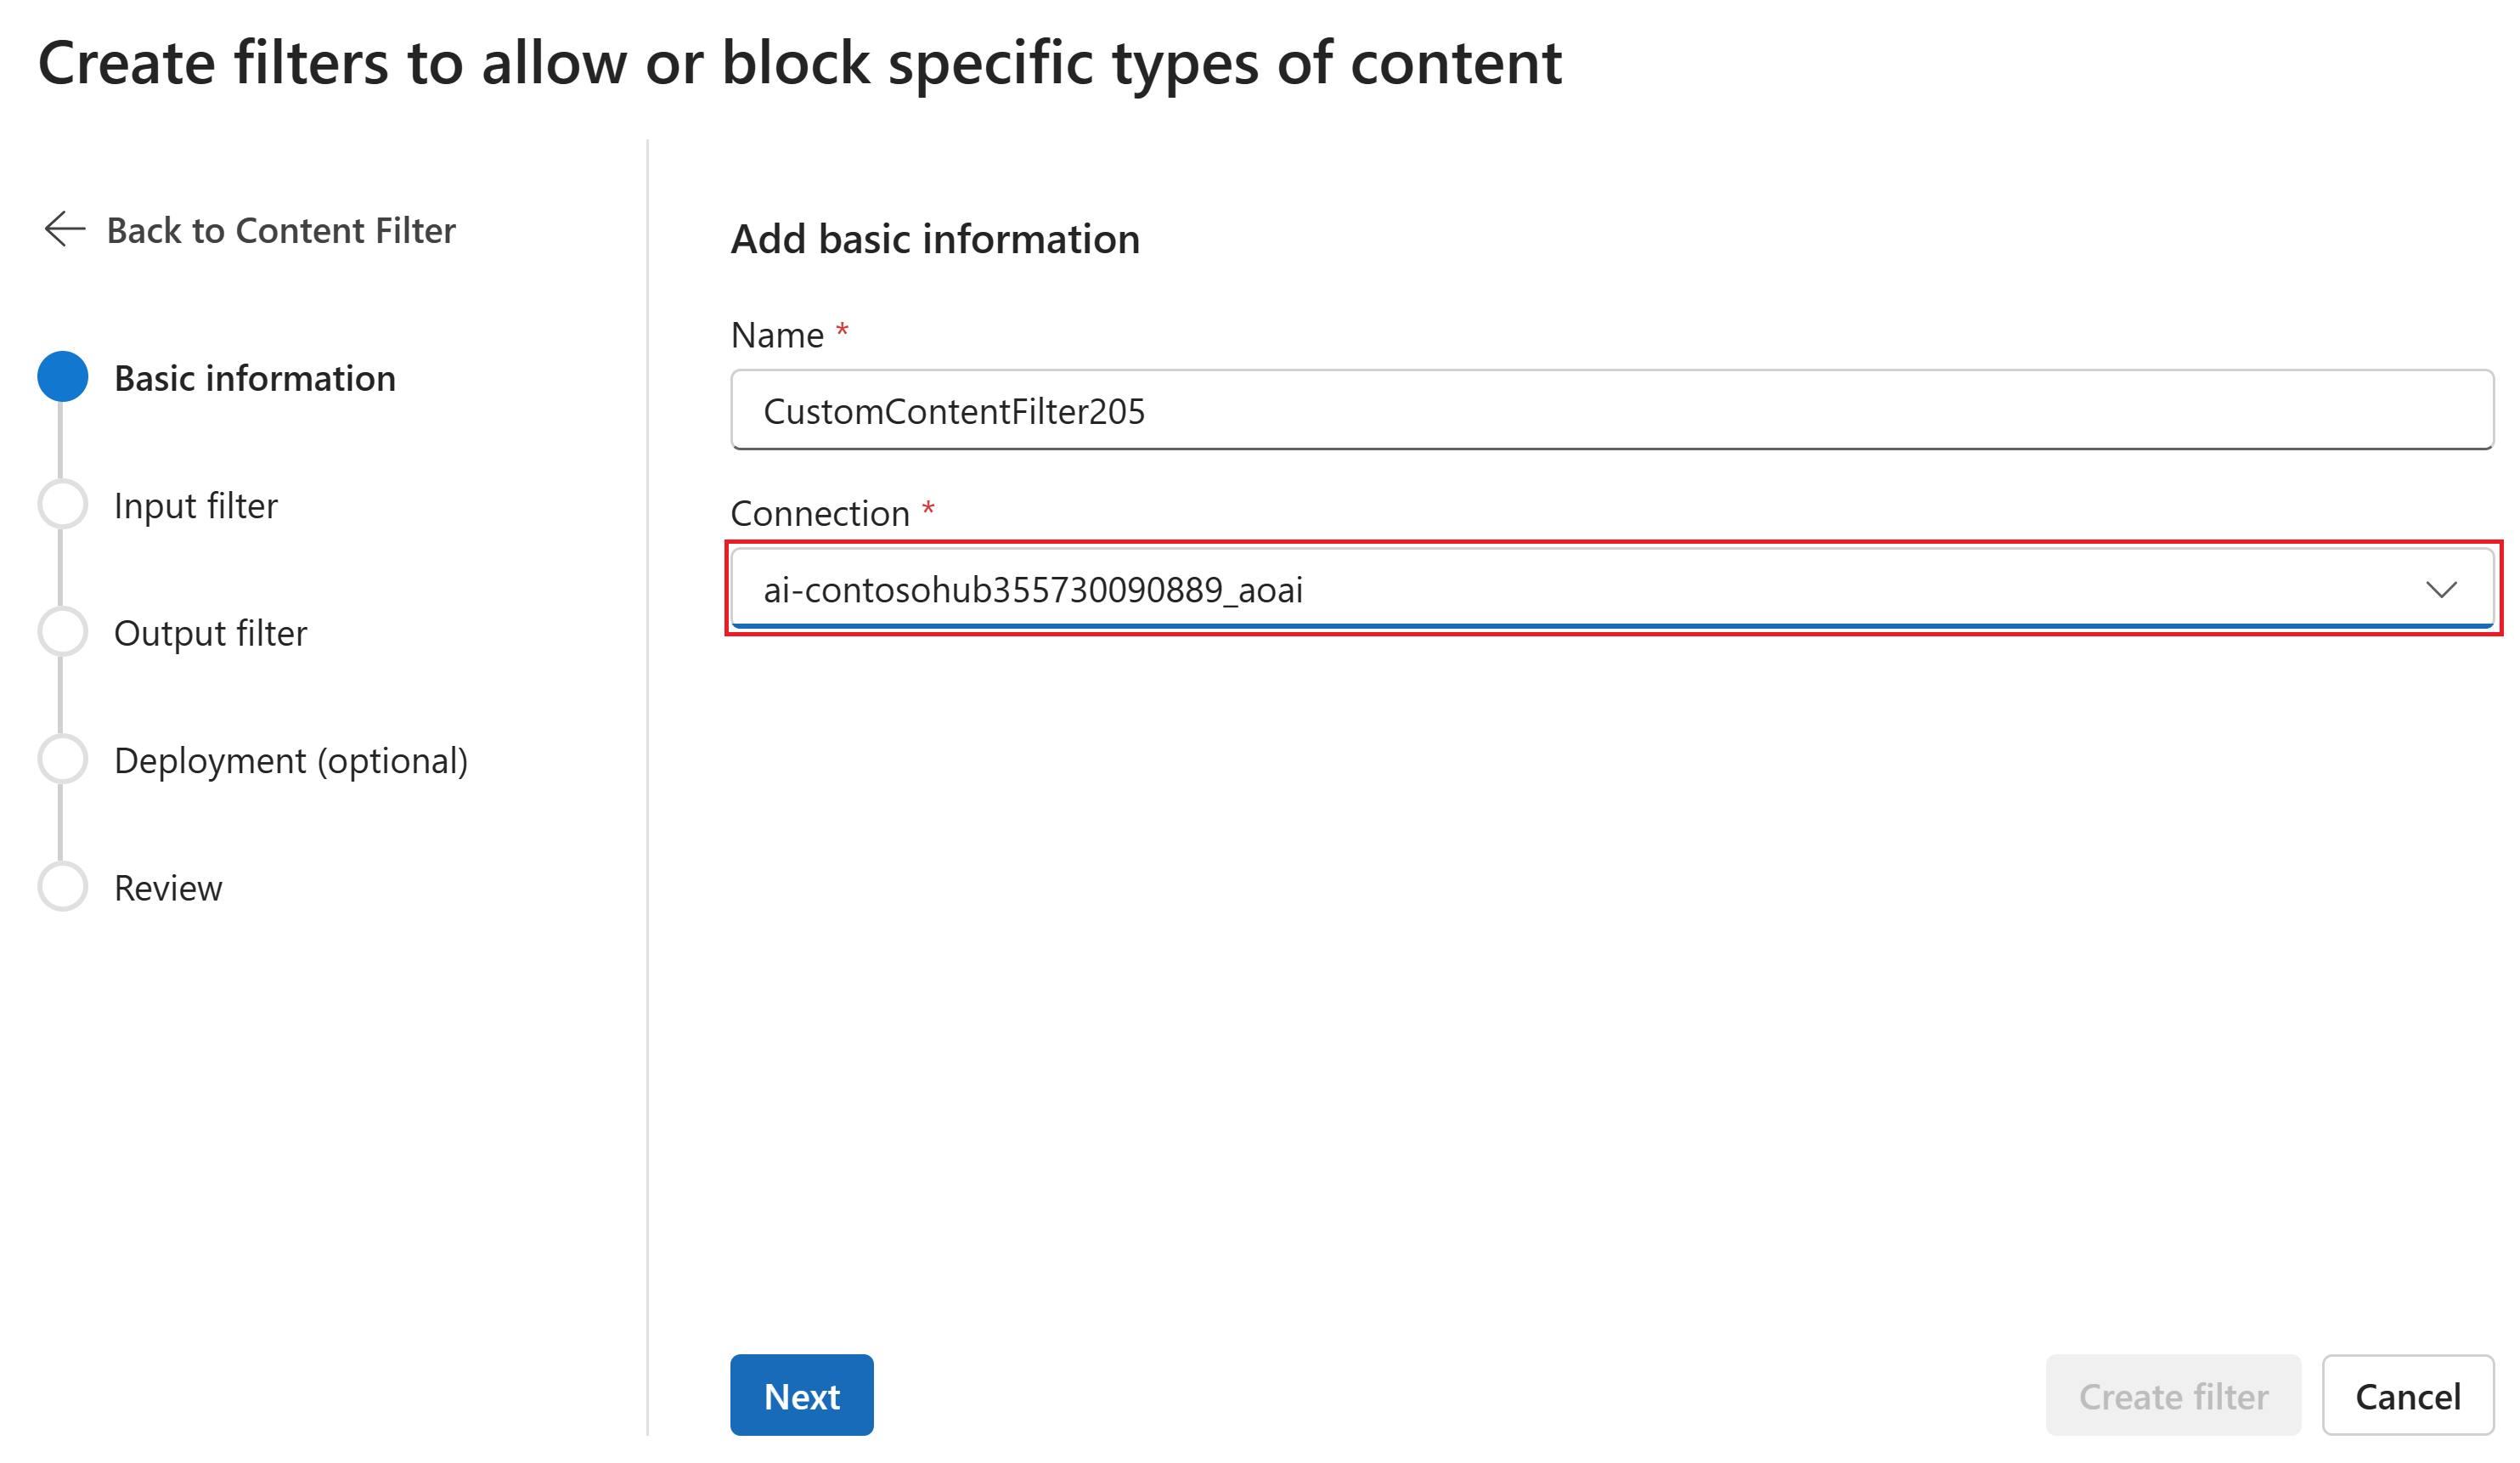 Create filters to allow or block specific types of content
Back to Content Filter
Basic information
Input filter
Output filter
Deployment (optional)
Review
Add basic information
Name *
CustomContentFilter205
Connection *
ai-contosohub355730090889_aoai
Next
Create filter
Cancel